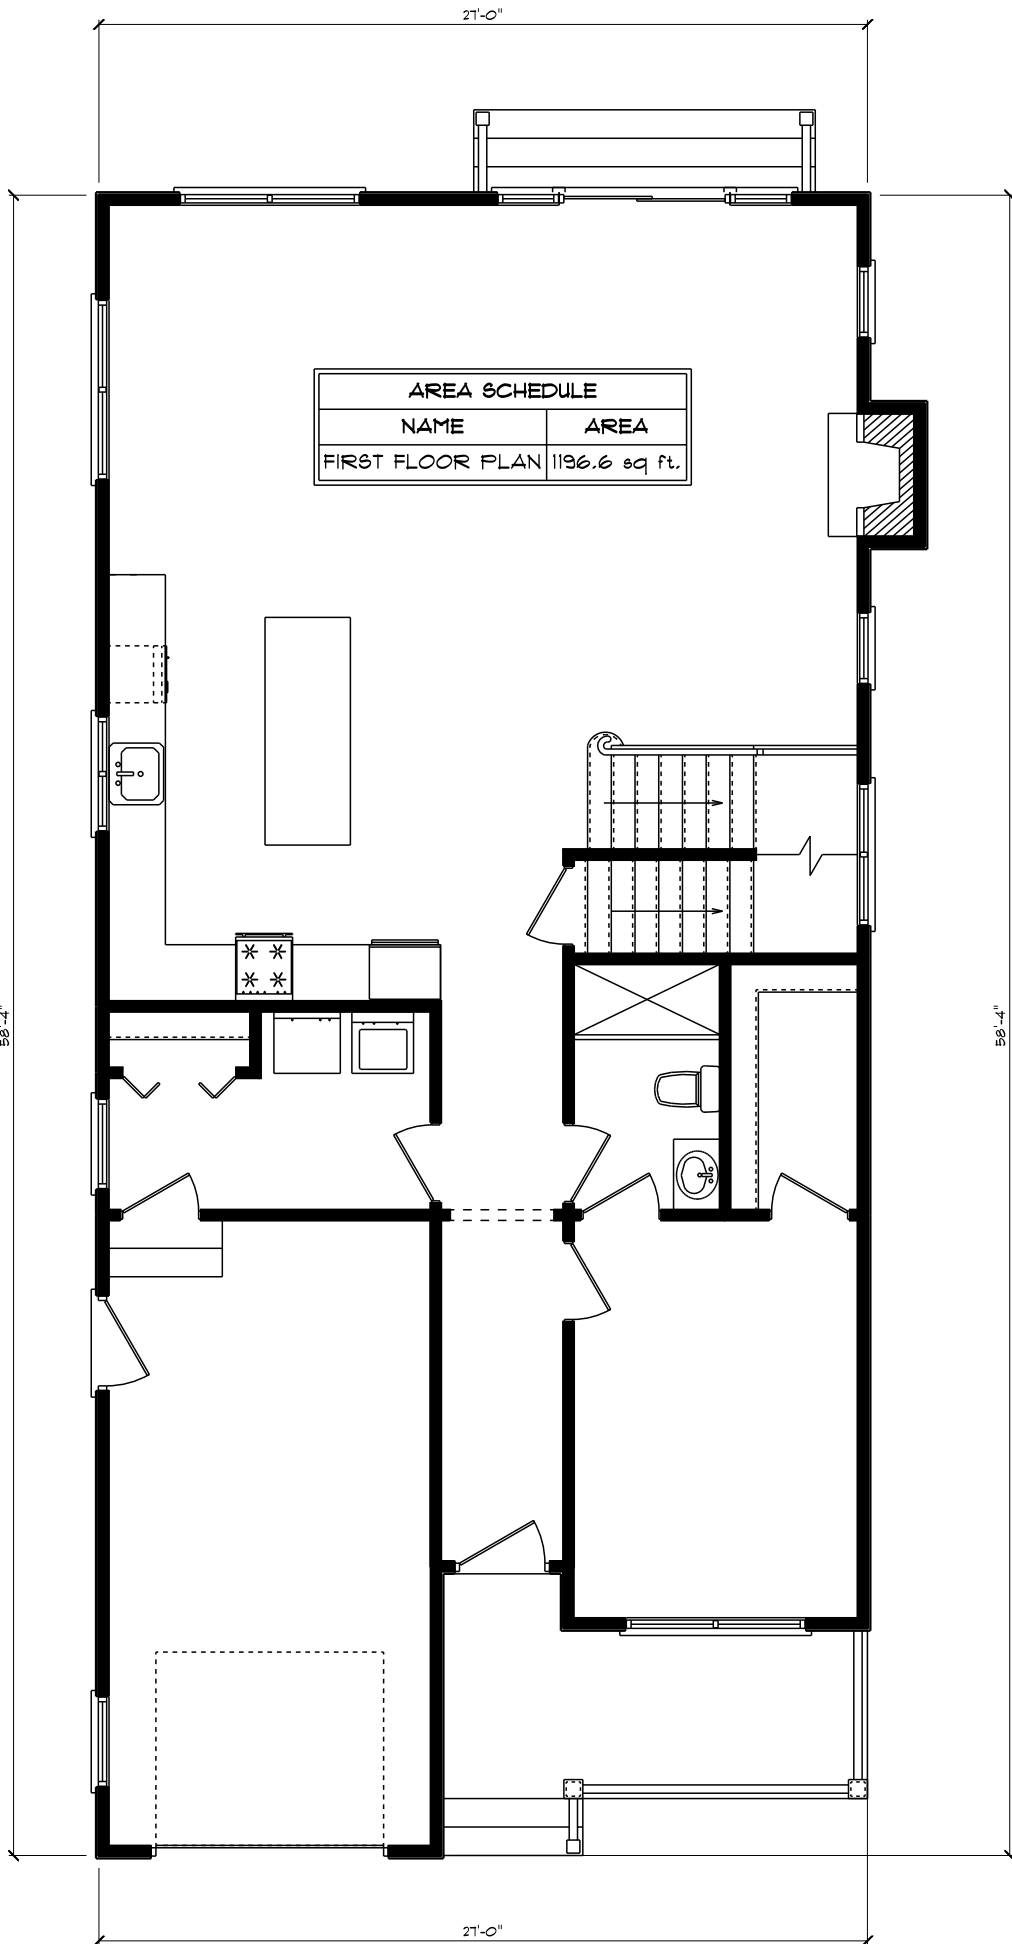 27'-0"
AREA SCHEDULE
NAME AREA
FIRST FLOOR PLAN 1196.6 sq ft.
58'-4"
58'-4"
27'-0"